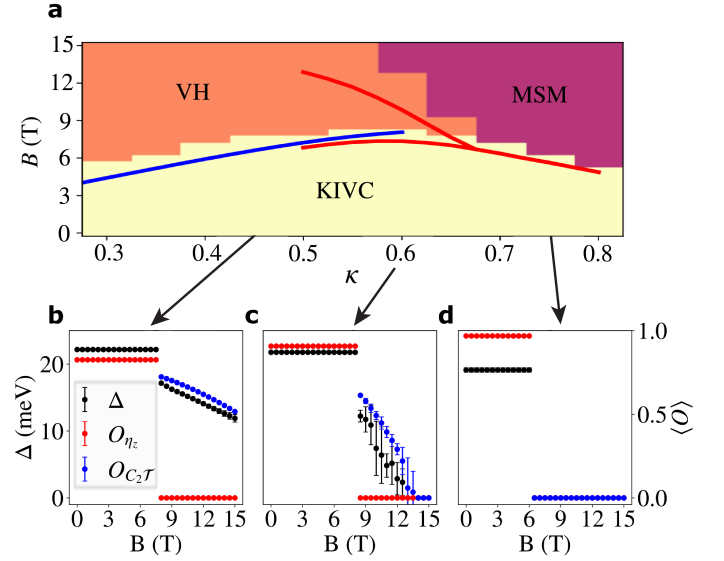 a
15
12
9
6
3
0
B (T)
VH
MSM
KIVC
0.3 0.4 0.5 0.6 0.7 0.8
κ
b c d
20
10
0
Δ (meV)
Δ
O_{η_z}
O_{C_2𝒯}
1.0
0.5
0.0
⟨O⟩
0 3 6 9 12 15 0 3 6 9 12 15 0 3 6 9 12 15
B (T) B (T) B (T)